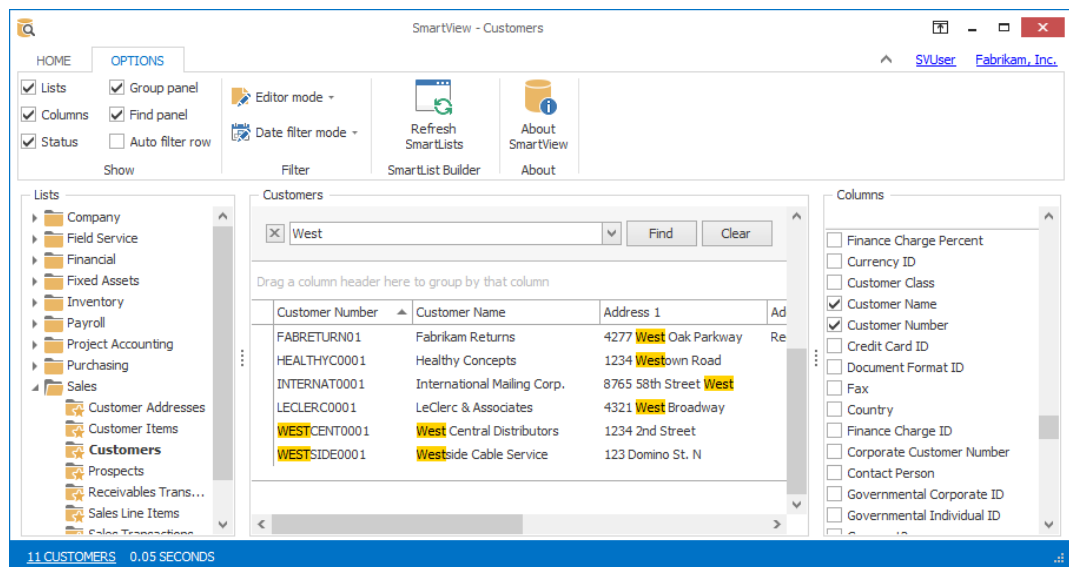 SmartView - Customers
HOME OPTIONS SVUser Fabrikam, Inc.
Lists Group panel
Columns Find panel
Status Auto filter row
Show
Editor mode
Date filter mode
Filter
Refresh
SmartLists
SmartList Builder
About
SmartView
About
Lists
Company
Field Service
Financial
Fixed Assets
Inventory
Payroll
Project Accounting
Purchasing
Sales
Customer Addresses
Customer Items
Customers
Prospects
Receivables Trans...
Sales Line Items
Sales Transactions
Customers
West Find Clear
Drag a column header here to group by that column
Customer Number Customer Name Address 1 Ad
FABRETURN01 Fabrikam Returns 4277 West Oak Parkway Re
HEALTHYC0001 Healthy Concepts 1234 Westown Road
INTERNAT0001 International Mailing Corp. 8765 58th Street West
LECLERC0001 LeClerc & Associates 4321 West Broadway
WESTCENT0001 West Central Distributors 1234 2nd Street
WESTSIDE0001 Westside Cable Service 123 Domino St. N
Columns
Finance Charge Percent
Currency ID
Customer Class
Customer Name
Customer Number
Credit Card ID
Document Format ID
Fax
Country
Finance Charge ID
Corporate Customer Number
Contact Person
Governmental Corporate ID
Governmental Individual ID
11 CUSTOMERS 0.05 SECONDS